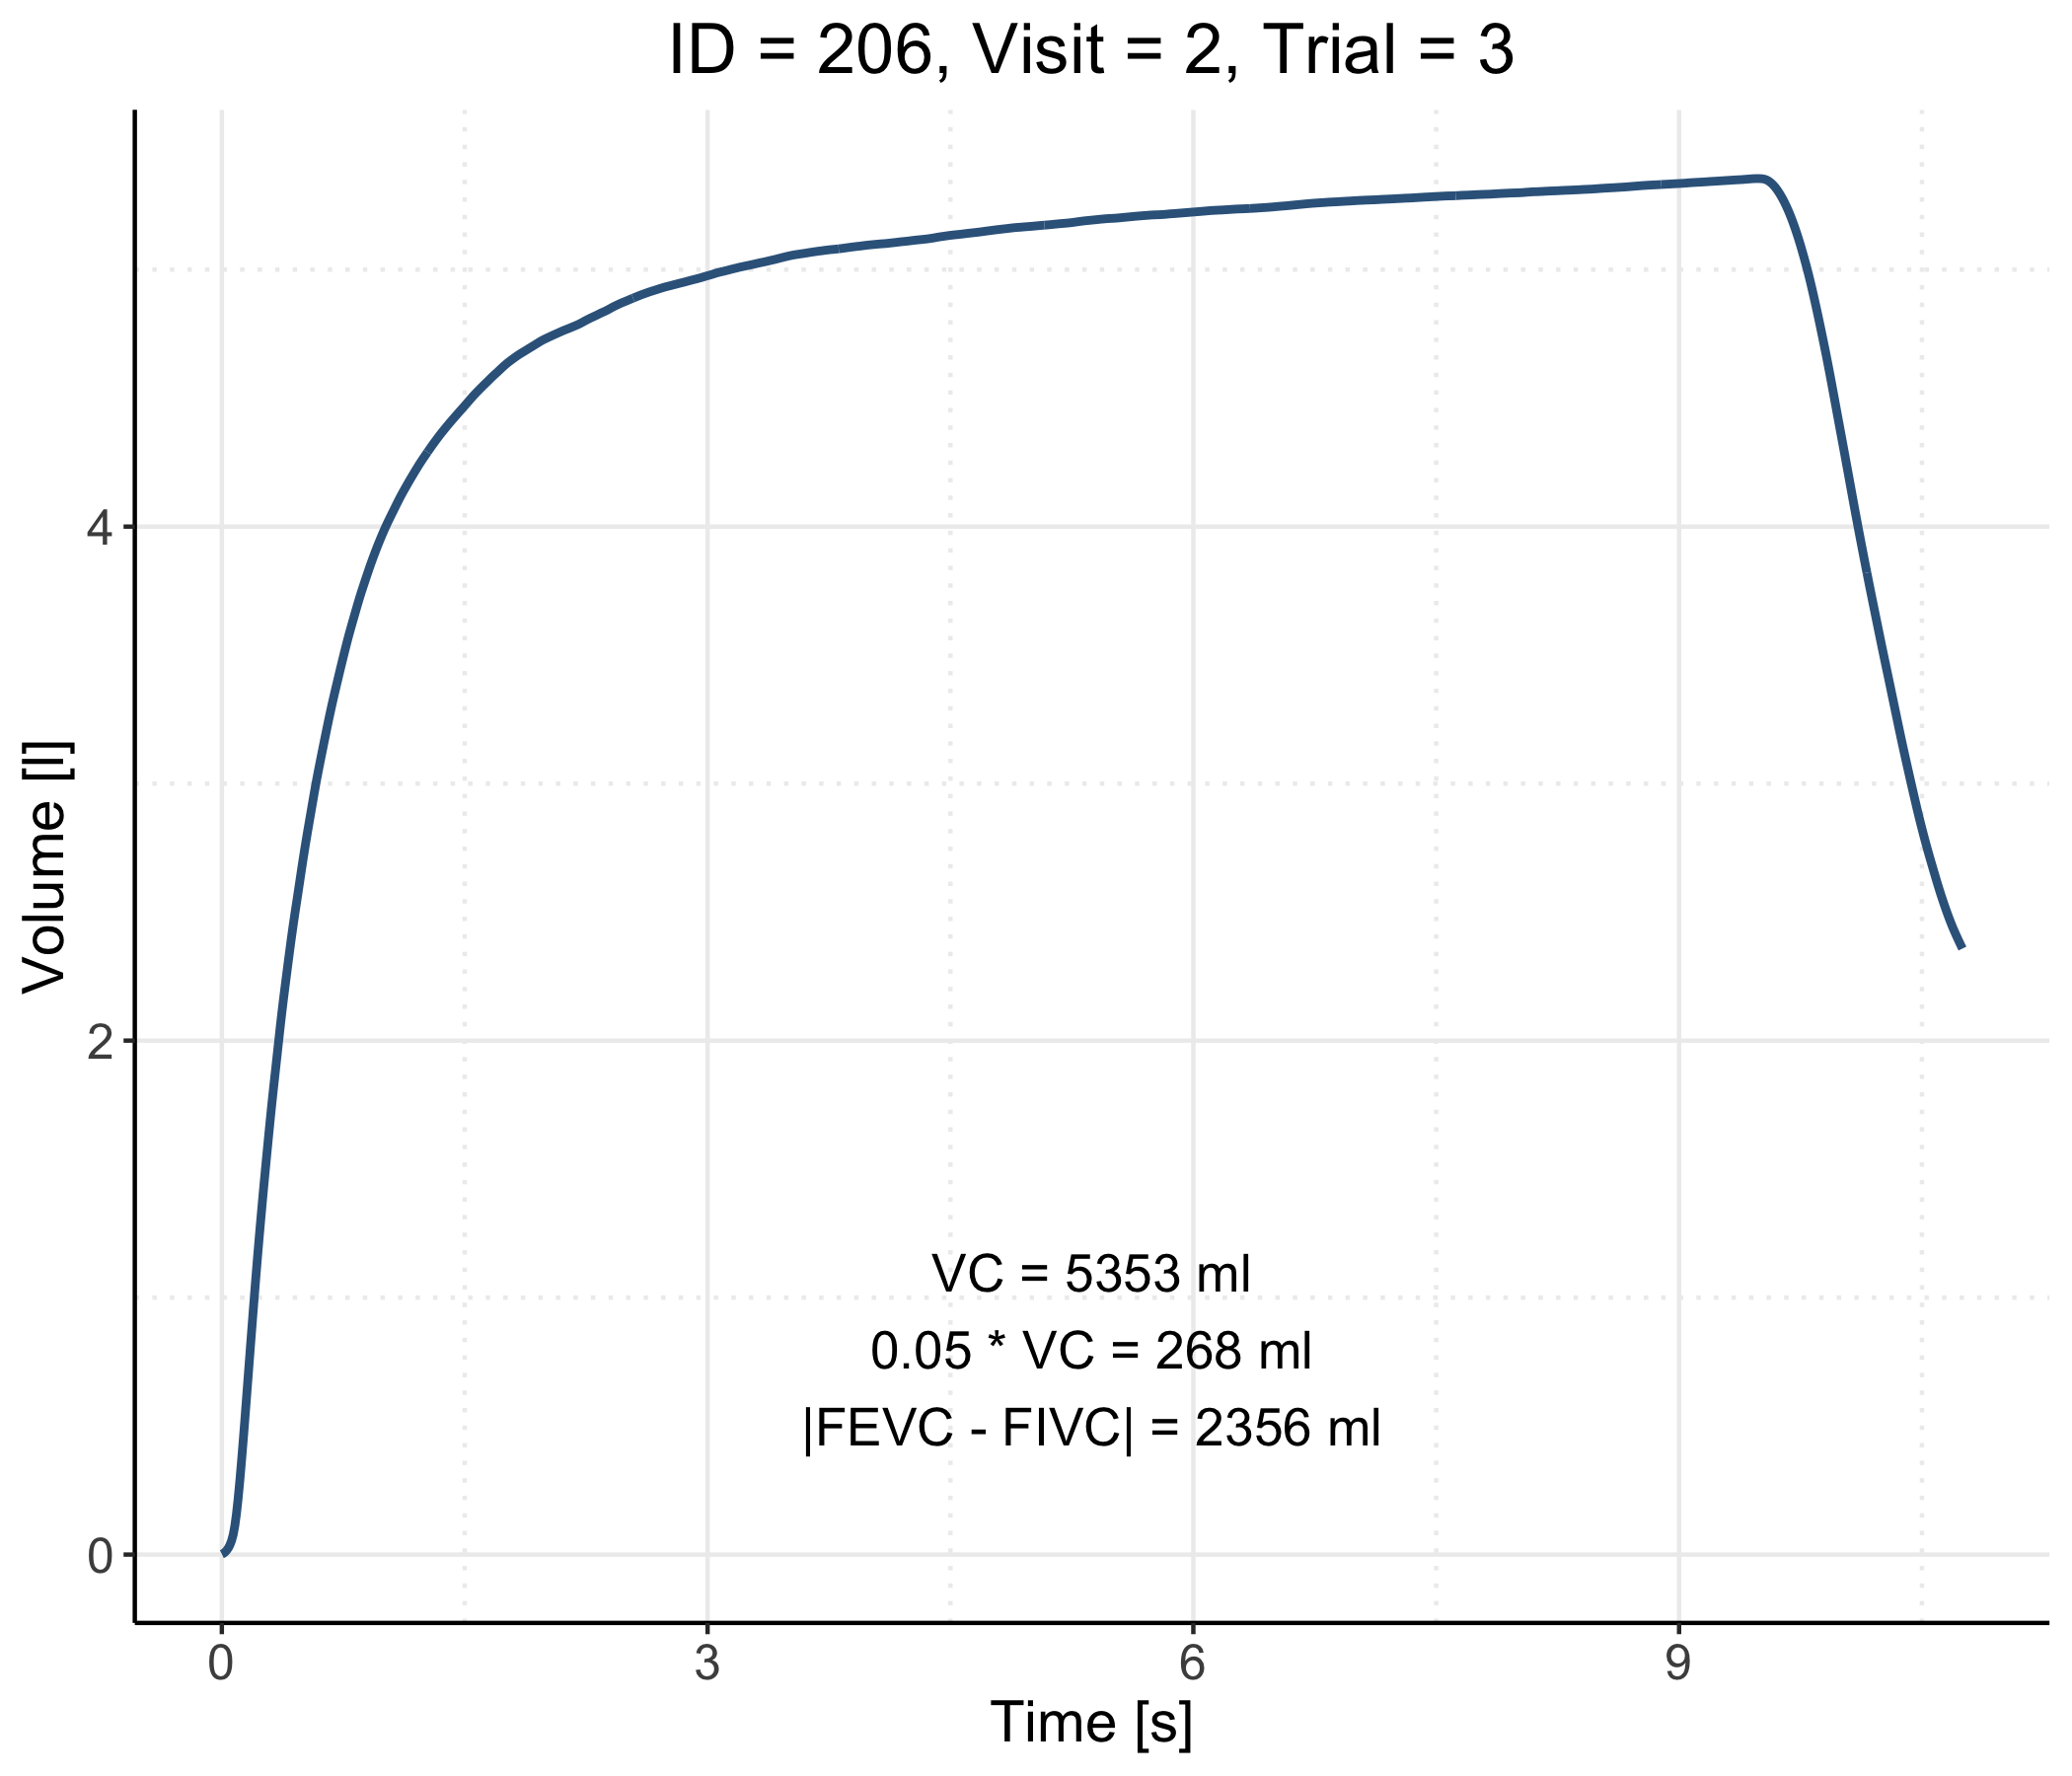 ID = 206, Visit = 2, Trial = 3
Volume [l]
4
2
0
VC = 5353 ml
0.05 * VC = 268 ml
|FEVC - FIVC| = 2356 ml
0 3 6 9
Time [s]